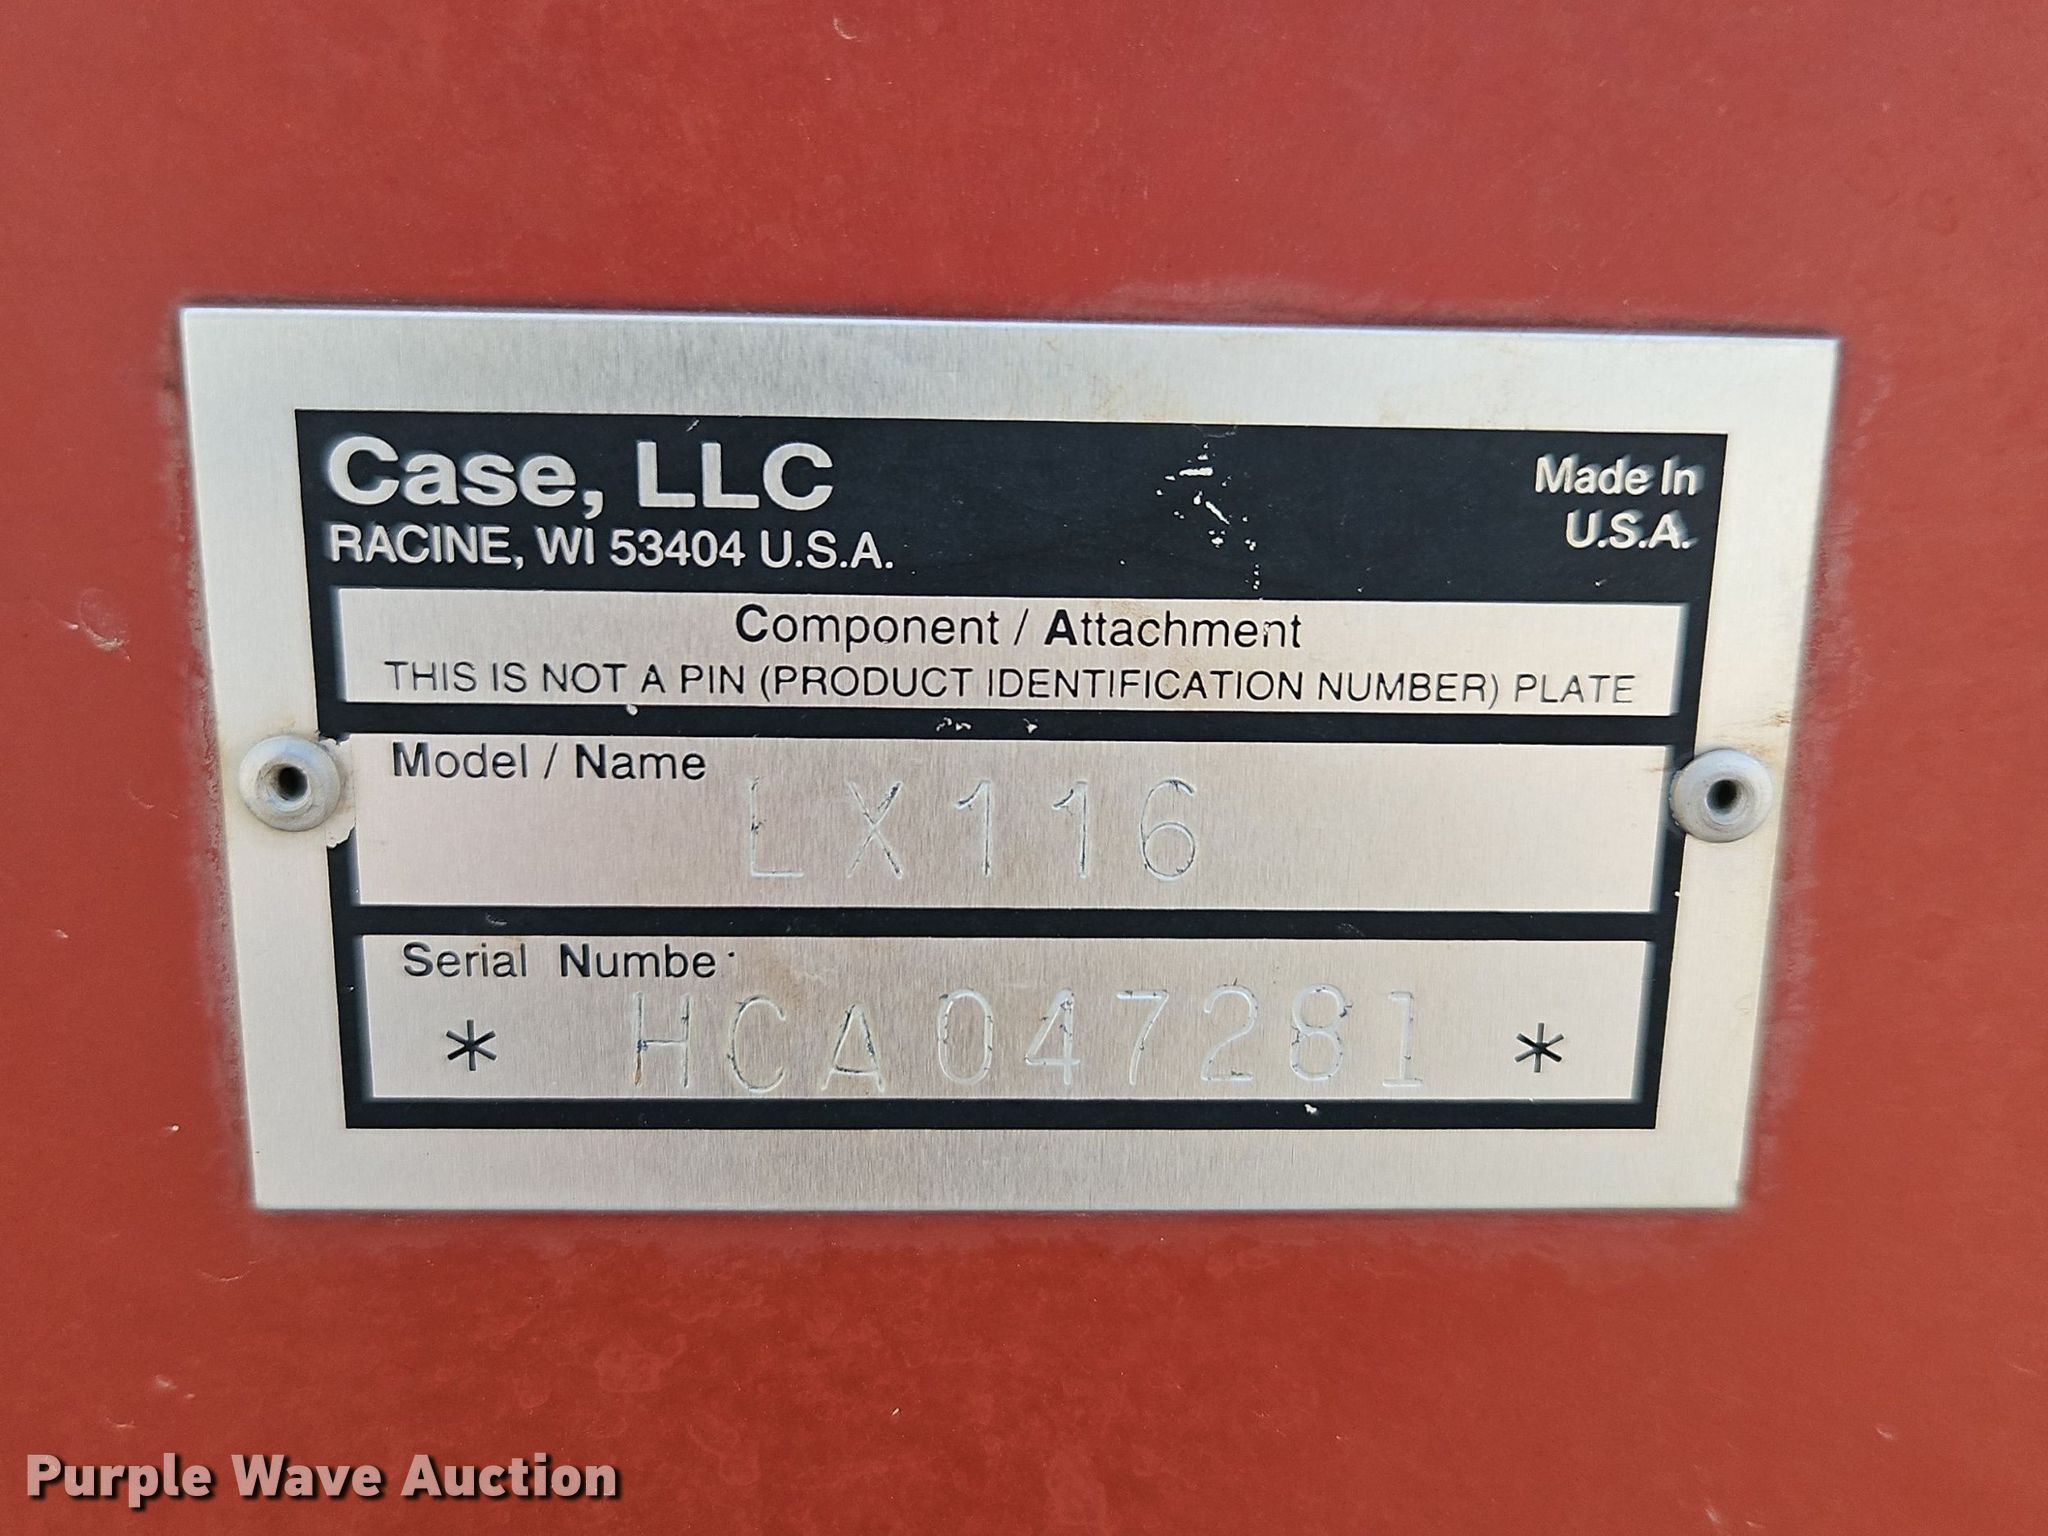 Case, LLC
RACINE, WI 53404 U.S.A.
Made In
U.S.A.
Component / Attachment
THIS IS NOT A PIN (PRODUCT IDENTIFICATION NUMBER) PLATE
Model / Name
LX116
Serial Numbe
* HCA047281 *
Purple Wave Auction